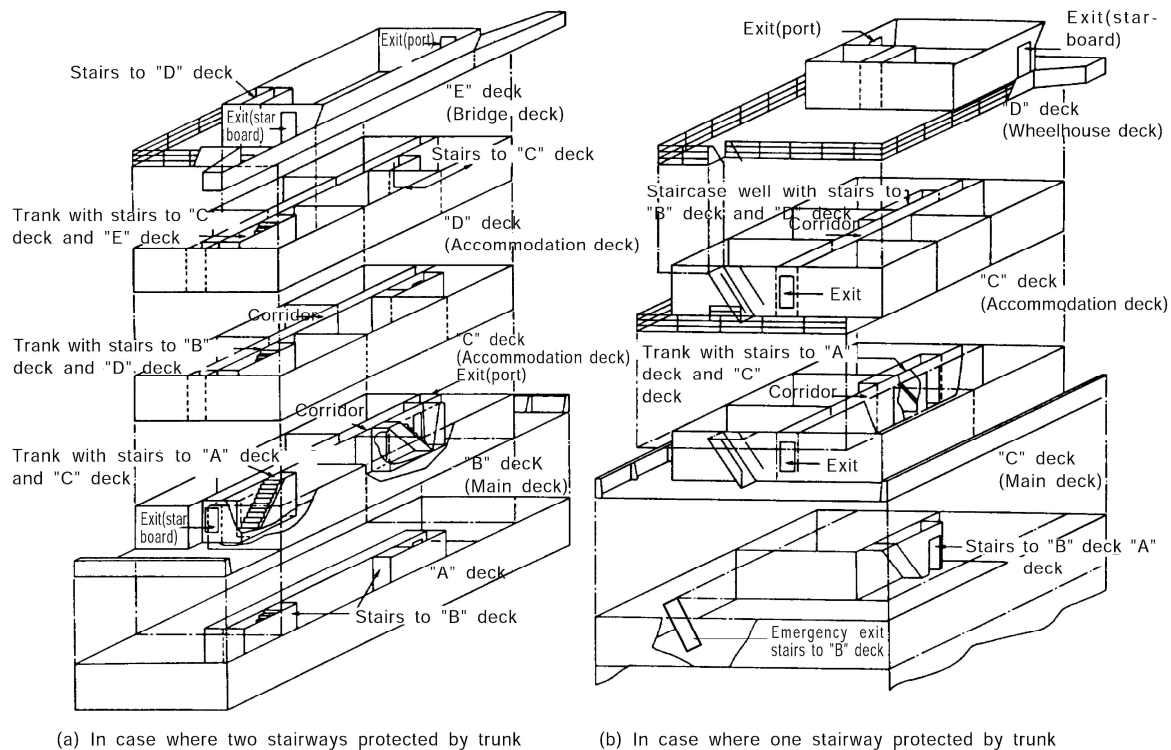 Exit(port)
Stairs to "D" deck
Exit(star
board)
"E" deck
(Bridge deck)
Stairs to "C" deck
Trank with stairs to "C"
deck and "E" deck
"D" deck
(Accommodation deck)
Corridor
Trank with stairs to "B"
deck and "D" deck
"C" deck
(Accommodation deck)
Exit(port)
Corridor
Trank with stairs to "A" deck
and "C" deck
"B" decK
(Main deck)
Exit(star
board)
"A" deck
Stairs to "B" deck
(a) In case where two stairways protected by trunk
Exit(port)
Exit(star-
board)
"D" deck
(Wheelhouse deck)
Staircase well with stairs to
"B" deck and "D" deck
Corridor
Exit
"C" deck
(Accommodation deck)
Trank with stairs to "A"
deck and "C"
deck
Corridor
Exit
"C" deck
(Main deck)
Stairs to "B" deck "A"
deck
Emergency exit
stairs to "B" deck
(b) In case where one stairway protected by trunk